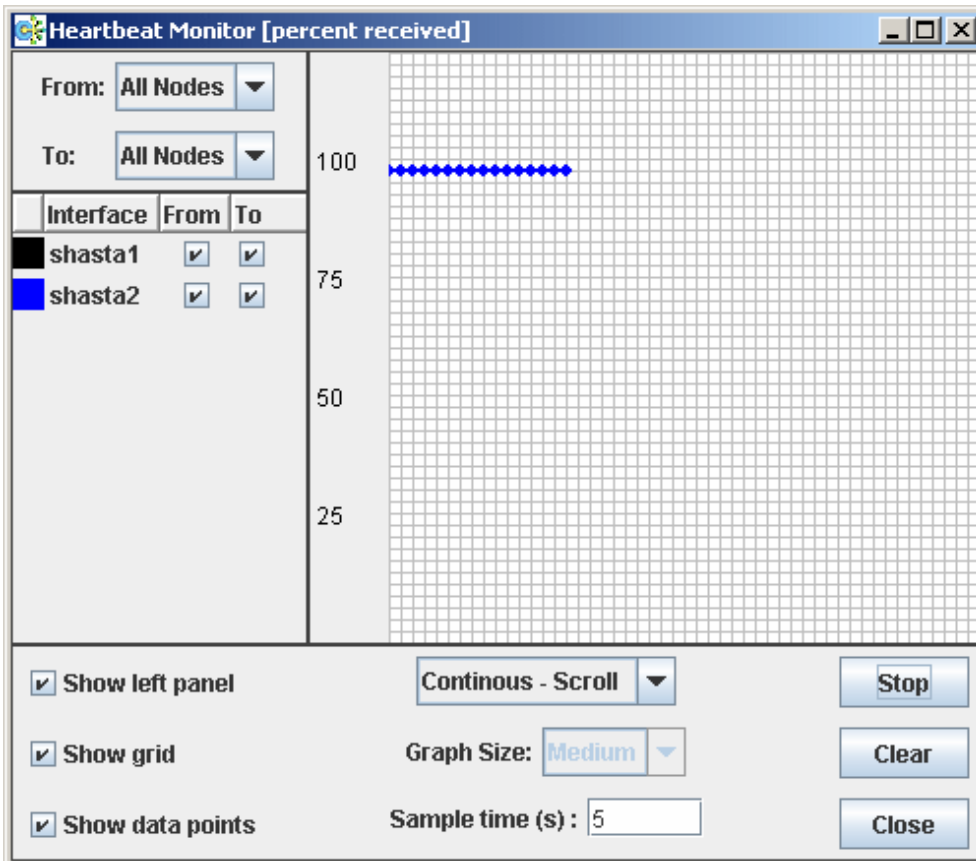 Heartbeat Monitor [percent received]
From: All Nodes
To: All Nodes
Interface From To
shasta1
shasta2
100
75
50
25
Show left panel
Continous - Scroll
Stop
Show grid
Graph Size: Medium
Clear
Show data points
Sample time (s) : 5
Close